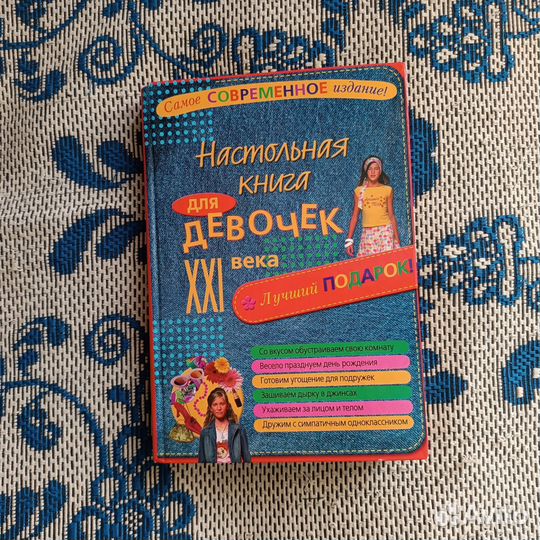 Самое СОВРЕМЕННОЕ издание!
Настольная
книга
для
ДЕВОЧЕК
XXI века
Лучший ПОДАРОК!
Со вкусом обустраиваем свою комнату
Весело празднуем день рождения
Готовим угощение для подружек
Зашиваем дырку в джинсах
Ухаживаем за лицом и телом
Дружим с симпатичным одноклассником
Avito